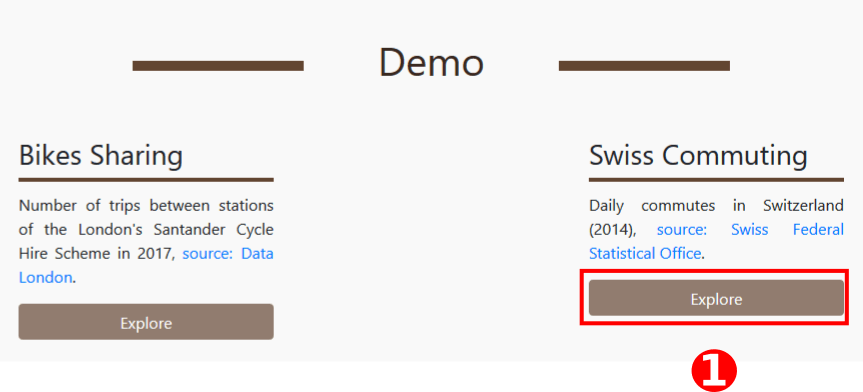 Demo
Bikes Sharing
Number of trips between stations
of the London's Santander Cycle
Hire Scheme in 2017, source: Data
London.
Explore
Swiss Commuting
Daily commutes in Switzerland
(2014), source: Swiss Federal
Statistical Office.
Explore
1